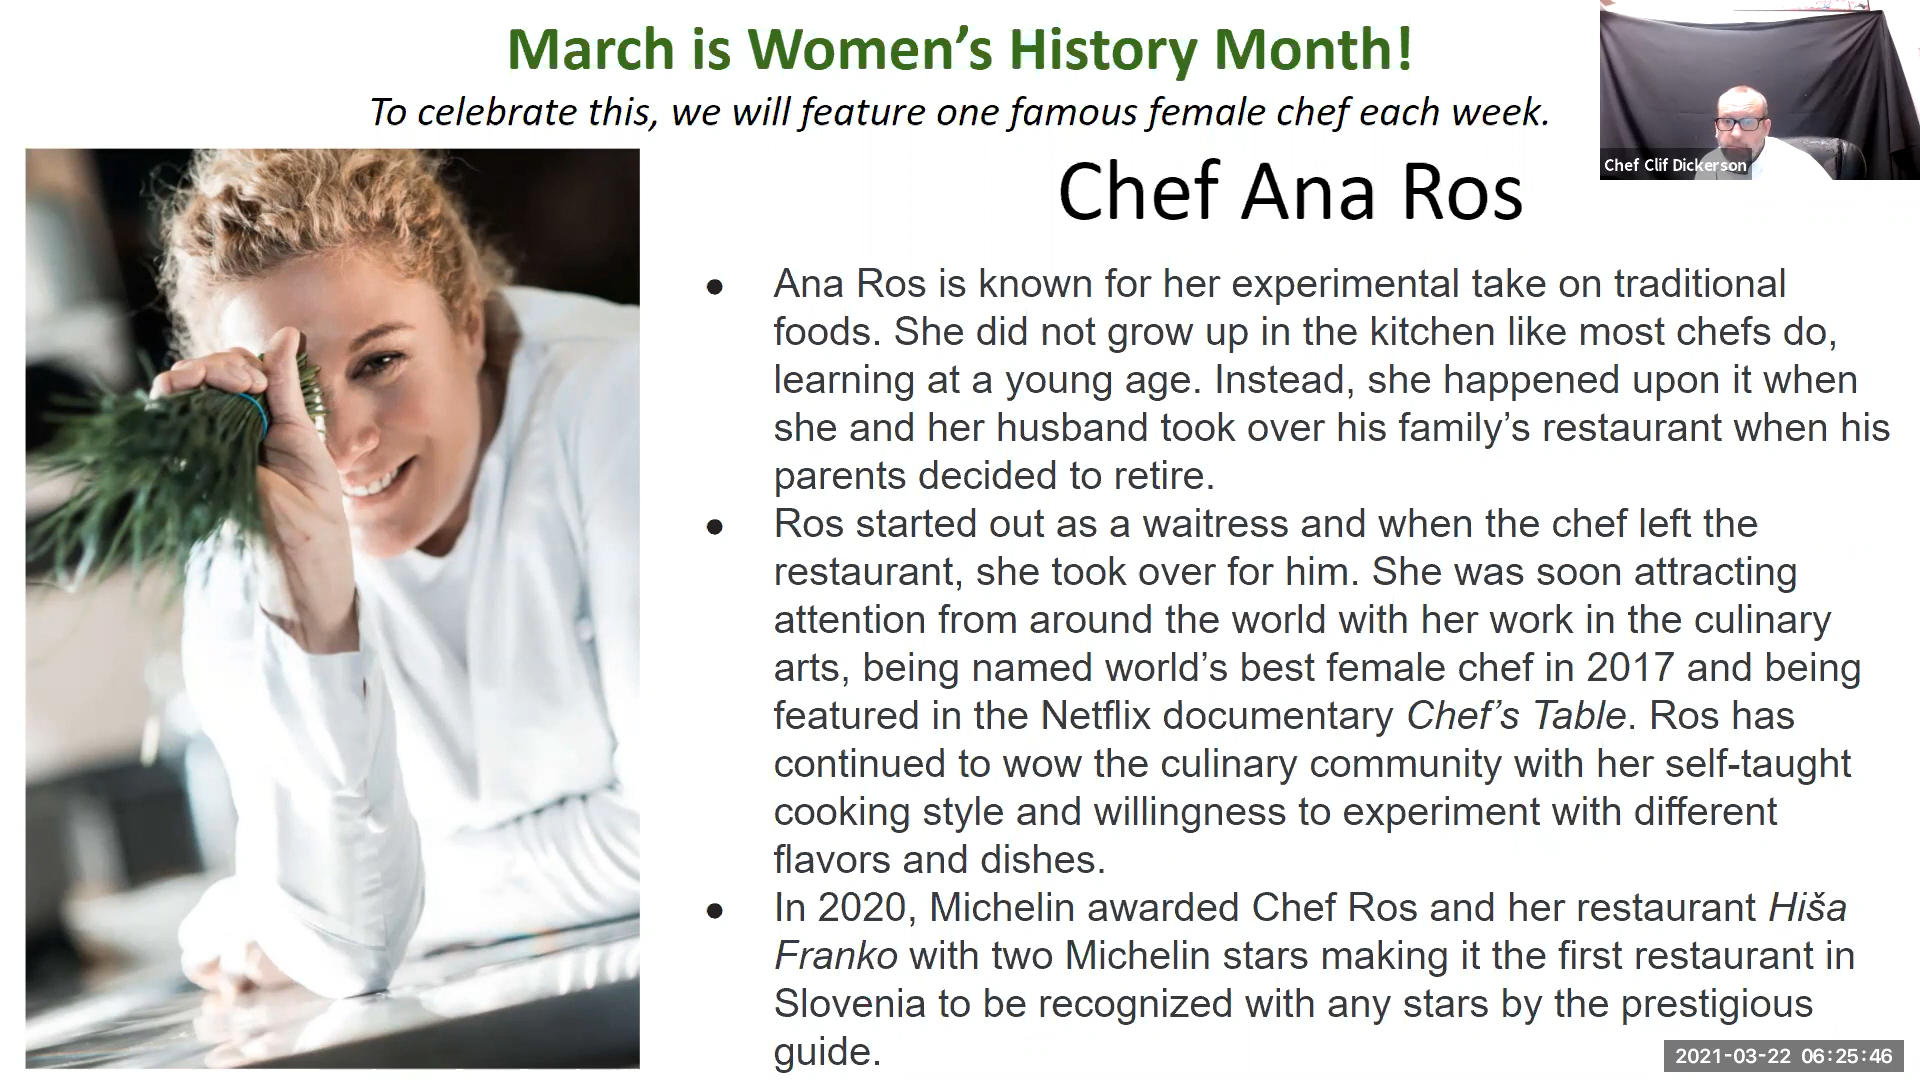 March is Women's History Month!
To celebrate this, we will feature one famous female chef each week.
Chef Clif Dickerson
Chef Ana Ros
● Ana Ros is known for her experimental take on traditional
foods. She did not grow up in the kitchen like most chefs do,
learning at a young age. Instead, she happened upon it when
she and her husband took over his family's restaurant when his
parents decided to retire.
● Ros started out as a waitress and when the chef left the
restaurant, she took over for him. She was soon attracting
attention from around the world with her work in the culinary
arts, being named world's best female chef in 2017 and being
featured in the Netflix documentary Chef's Table. Ros has
continued to wow the culinary community with her self-taught
cooking style and willingness to experiment with different
flavors and dishes.
● In 2020, Michelin awarded Chef Ros and her restaurant Hiša
Franko with two Michelin stars making it the first restaurant in
Slovenia to be recognized with any stars by the prestigious
guide.
2021-03-22 06:25:46